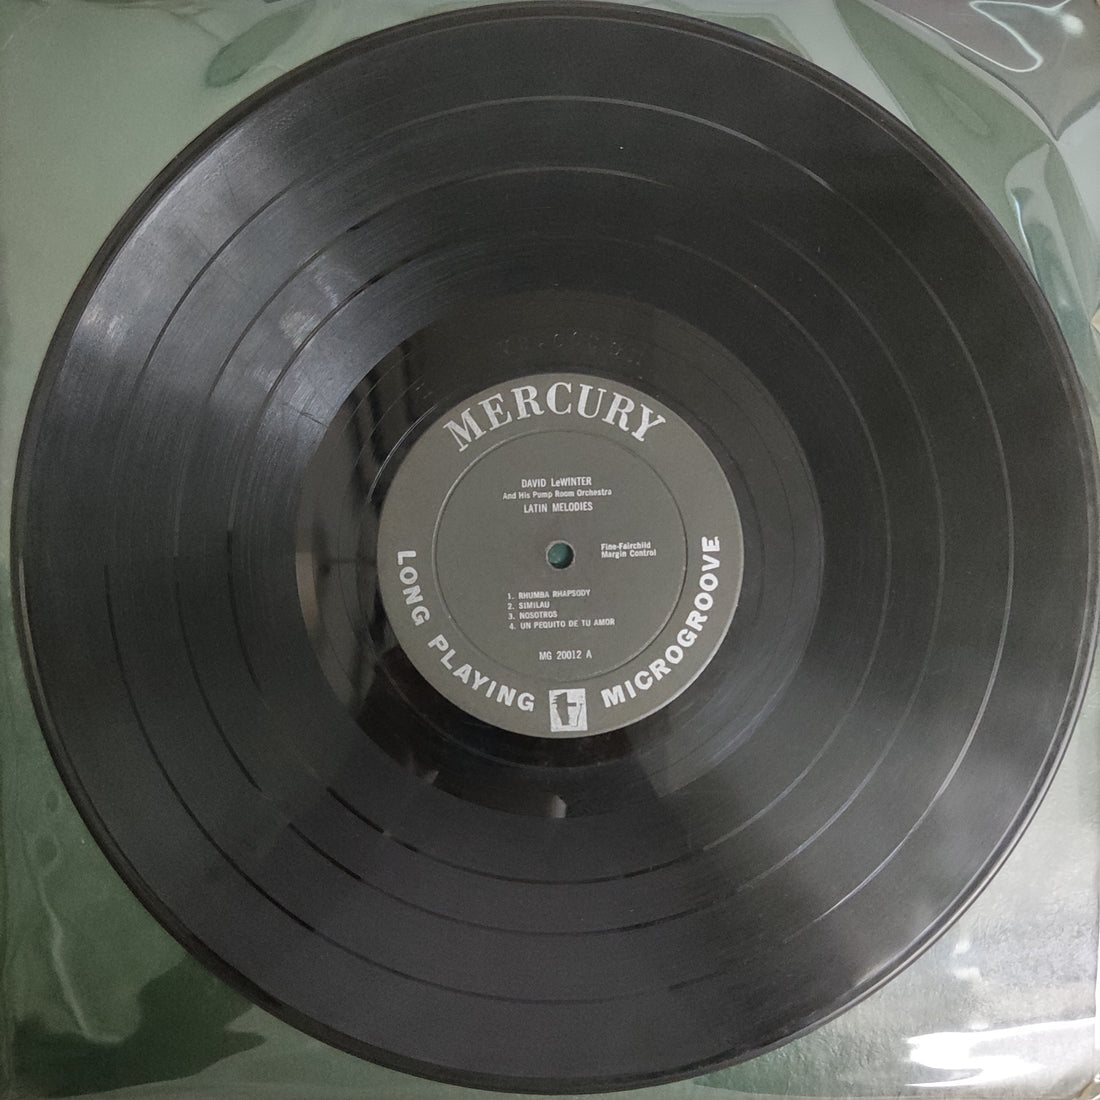 MERCURY
DAVID LeWINTER
And His Pump Room Orchestra
LATIN MELODIES
Fine-Fairchild
Margin Control
1. RHUMBA RHAPSODY
2. SIMILAU
3. NOSOTROS
4. UN PEQUITO DE TU AMOR
MG 20012 A
LONG PLAYING MICROGROOVE